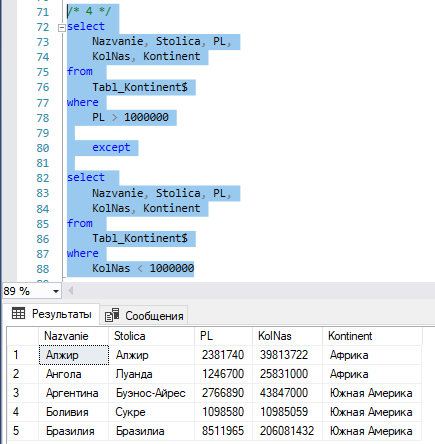 71 /* 4 */
72 select
73 Nazvanie, Stolica, PL,
74 KolNas, Kontinent
75 from
76 Tabl_Kontinent$
77 where
78 PL > 1000000
79
80 except
81
82 select
83 Nazvanie, Stolica, PL,
84 KolNas, Kontinent
85 from
86 Tabl_Kontinent$
87 where
88 KolNas < 1000000
89 %
Результаты Сообщения
Nazvanie Stolica PL KolNas Kontinent
1 Алжир Алжир 2381740 39813722 Африка
2 Ангола Луанда 1246700 25831000 Африка
3 Аргентина Буэнос-Айрес 2766890 43847000 Южная Америка
4 Боливия Сукре 1098580 10985059 Южная Америка
5 Бразилия Бразилиа 8511965 206081432 Южная Америка